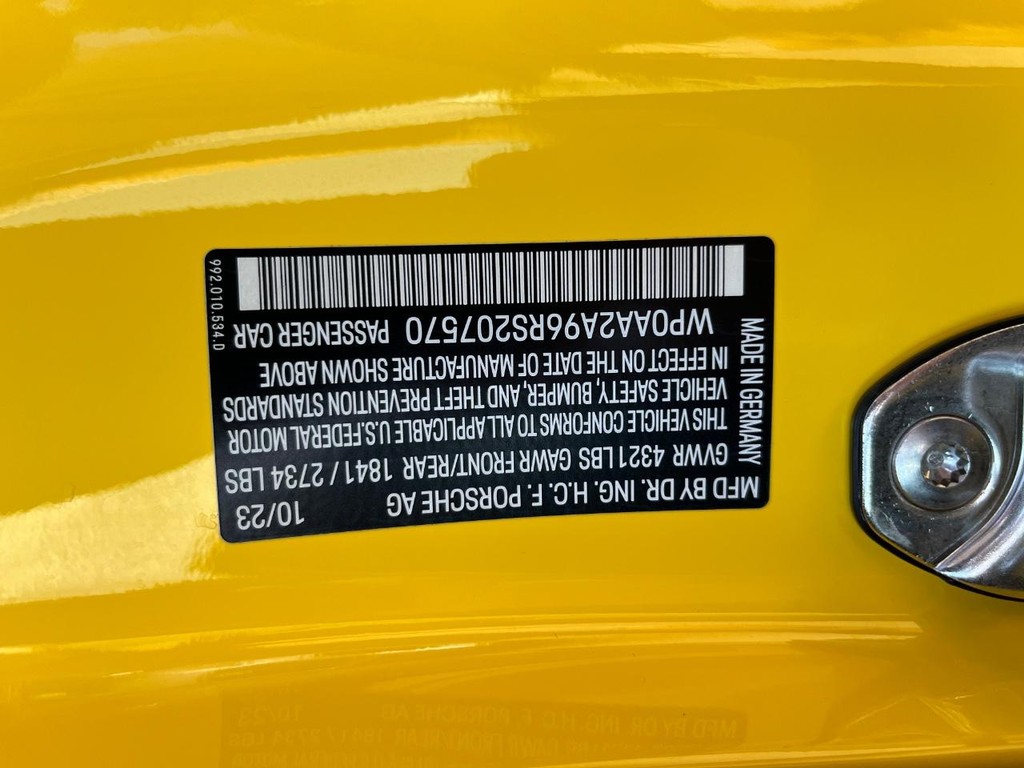 MFD BY DR. ING. H.C. F. PORSCHE AG 10/23
GVWR 4321 LBS GAWR FRONT/REAR 1841 / 2734 LBS
THIS VEHICLE CONFORMS TO ALL APPLICABLE U.S. FEDERAL MOTOR
VEHICLE SAFETY, BUMPER, AND THEFT PREVENTION STANDARDS
IN EFFECT ON THE DATE OF MANUFACTURE SHOWN ABOVE
WP0AA2A96RS207570 PASSENGER CAR
MADE IN GERMANY
992.010.534.D